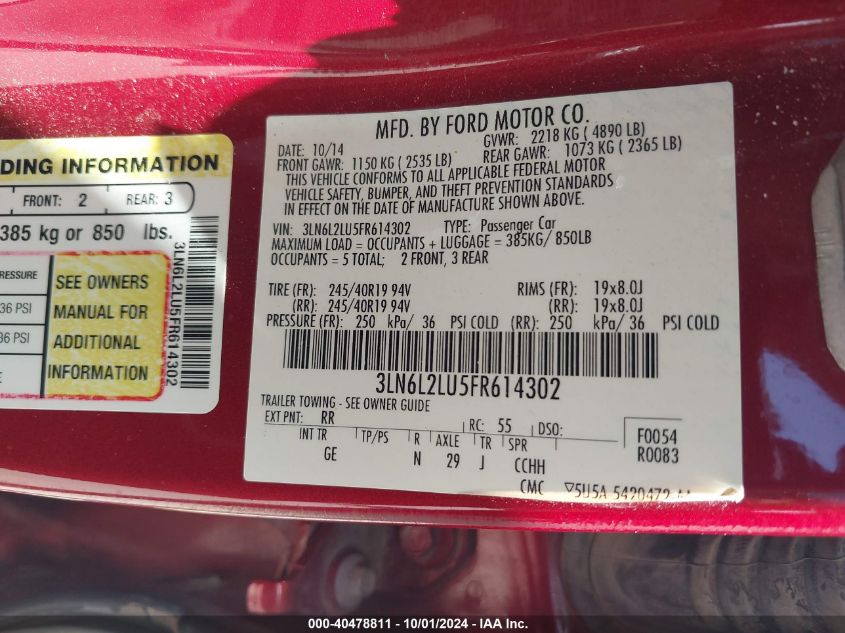 DING INFORMATION
FRONT: 2 REAR: 3
385 kg or 850 lbs.
RESSURE
36 PSI
36 PSI
SEE OWNERS
MANUAL FOR
ADDITIONAL
INFORMATION
3LN6L2LU5FR614302
MFD. BY FORD MOTOR CO.
DATE: 10/14 GVWR: 2218 KG ( 4890 LB)
FRONT GAWR: 1150 KG ( 2535 LB) REAR GAWR: 1073 KG ( 2365 LB)
THIS VEHICLE CONFORMS TO ALL APPLICABLE FEDERAL MOTOR
VEHICLE SAFETY, BUMPER, AND THEFT PREVENTION STANDARDS
IN EFFECT ON THE DATE OF MANUFACTURE SHOWN ABOVE.
VIN: 3LN6L2LU5FR614302 TYPE: Passenger Car
MAXIMUM LOAD = OCCUPANTS + LUGGAGE = 385KG/ 850LB
OCCUPANTS = 5 TOTAL; 2 FRONT, 3 REAR
TIRE (FR): 245/40R19 94V RIMS (FR): 19x8.0J
(RR): 245/40R19 94V (RR): 19x8.0J
PRESSURE (FR): 250 kPa/ 36 PSI COLD (RR): 250 kPa/ 36 PSI COLD
3LN6L2LU5FR614302
TRAILER TOWING - SEE OWNER GUIDE
EXT PNT: RR RC: 55 DSO:
INT TR TP/PS R AXLE TR SPR
GE N 29 J CCHH
F0054
R0083
CMC ▽5U5A 5420472
000-40478811 - 10/01/2024 - IAA Inc.